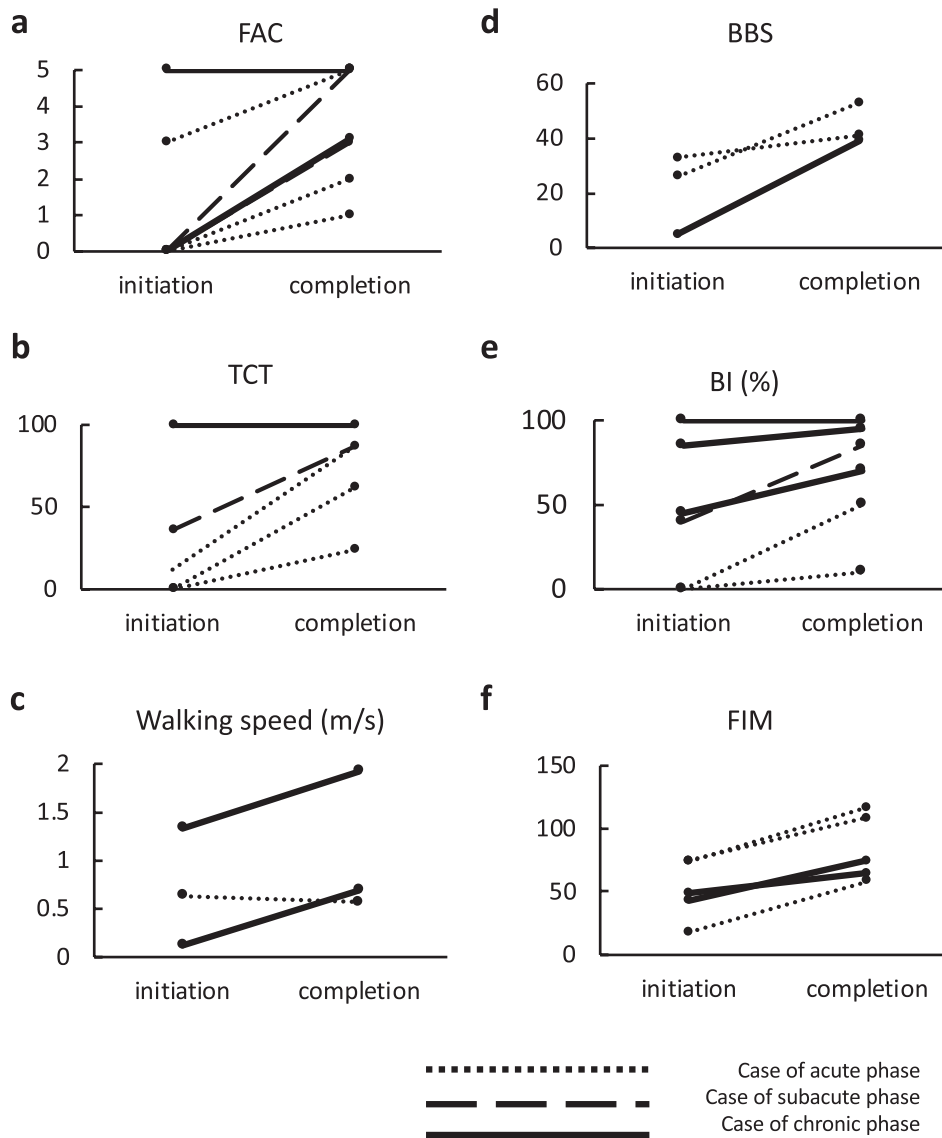 a
FAC
5
4
3
2
1
0
initiation completion
b
TCT
100
50
0
initiation completion
c
Walking speed (m/s)
2
1.5
1
0.5
0
initiation completion
d
BBS
60
40
20
0
initiation completion
e
BI (%)
100
50
0
initiation completion
f
FIM
150
100
50
0
initiation completion
Case of acute phase
Case of subacute phase
Case of chronic phase